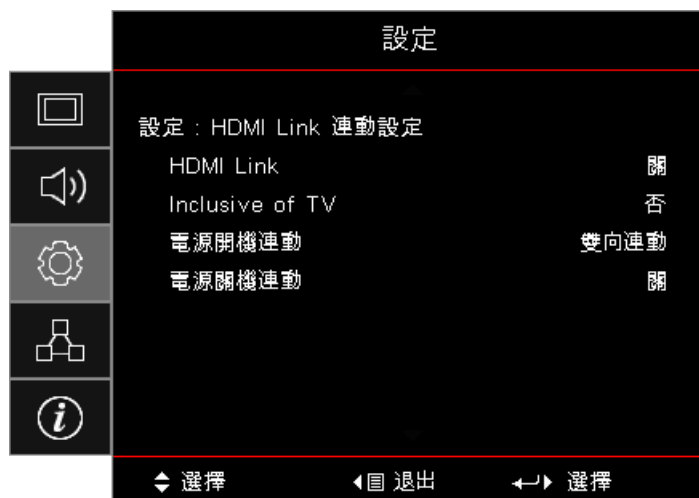 設定
設定 : HDMI Link 連動設定
HDMI Link 關
Inclusive of TV 否
電源開機連動 雙向連動
電源關機連動 關
選擇 退出 選擇